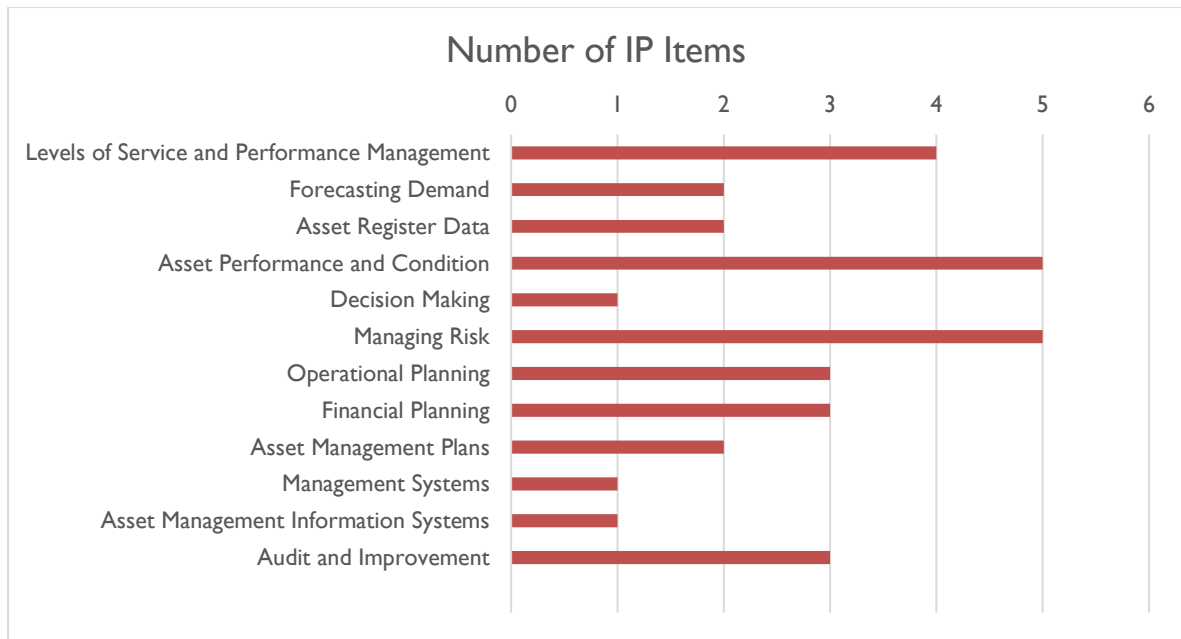 Number of IP Items
0 1 2 3 4 5 6
Levels of Service and Performance Management
Forecasting Demand
Asset Register Data
Asset Performance and Condition
Decision Making
Managing Risk
Operational Planning
Financial Planning
Asset Management Plans
Management Systems
Asset Management Information Systems
Audit and Improvement